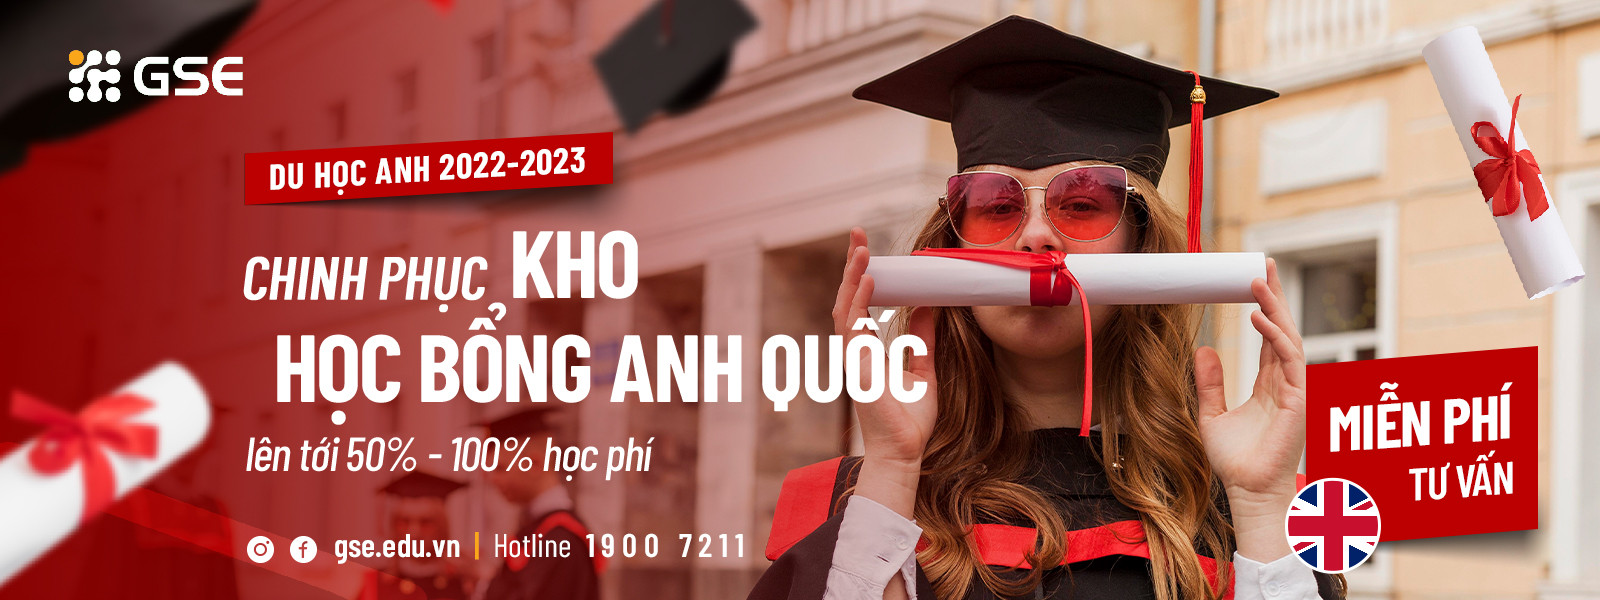 GSE
DU HỌC ANH 2022-2023
CHINH PHỤC KHO
HỌC BỔNG ANH QUỐC
lên tới 50% - 100% học phí
gse.edu.vn | Hotline 1900 7211
MIỄN PHÍ
TƯ VẤN